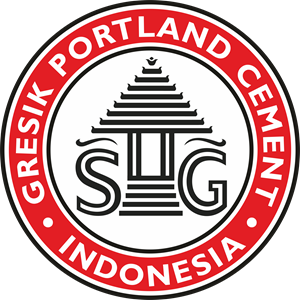 GRESIK PORTLAND CEMENT
SG
INDONESIA